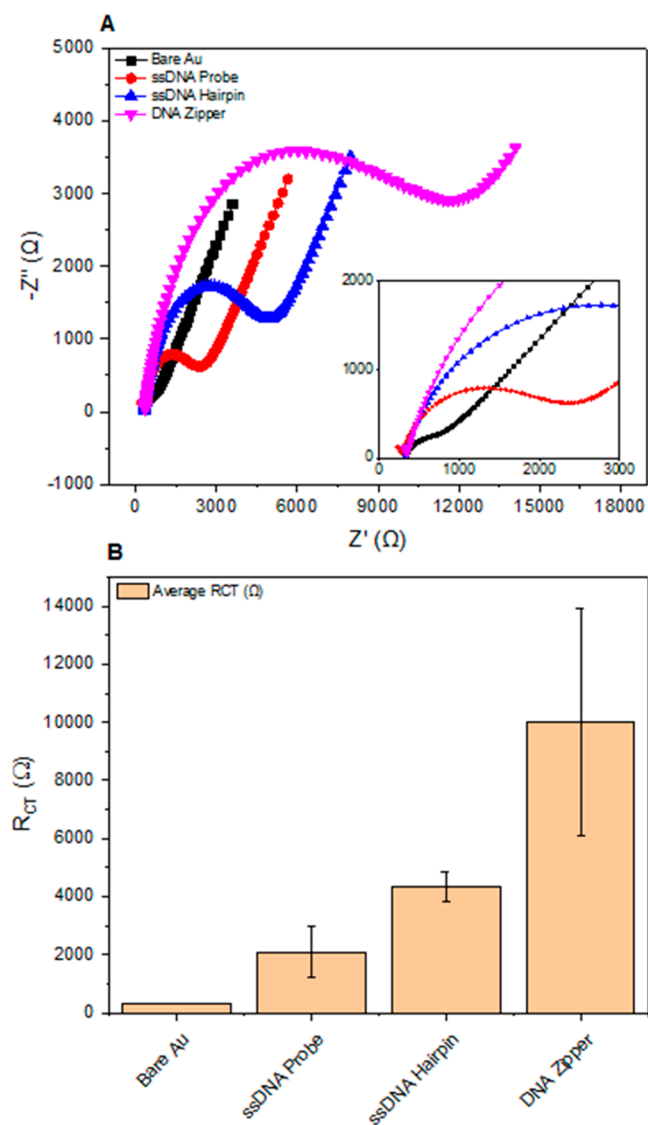 A
5000
4000
3000
2000
1000
0
-1000
-Z'' (Ω)
Bare Au
ssDNA Probe
ssDNA Hairpin
DNA Zipper
2000
1000
0
0 1000 2000 3000
0 3000 6000 9000 12000 15000 18000
Z' (Ω)
B
14000
12000
10000
8000
6000
4000
2000
0
R_CT (Ω)
Average RCT (Ω)
Bare Au
ssDNA Probe
ssDNA Hairpin
DNA Zipper